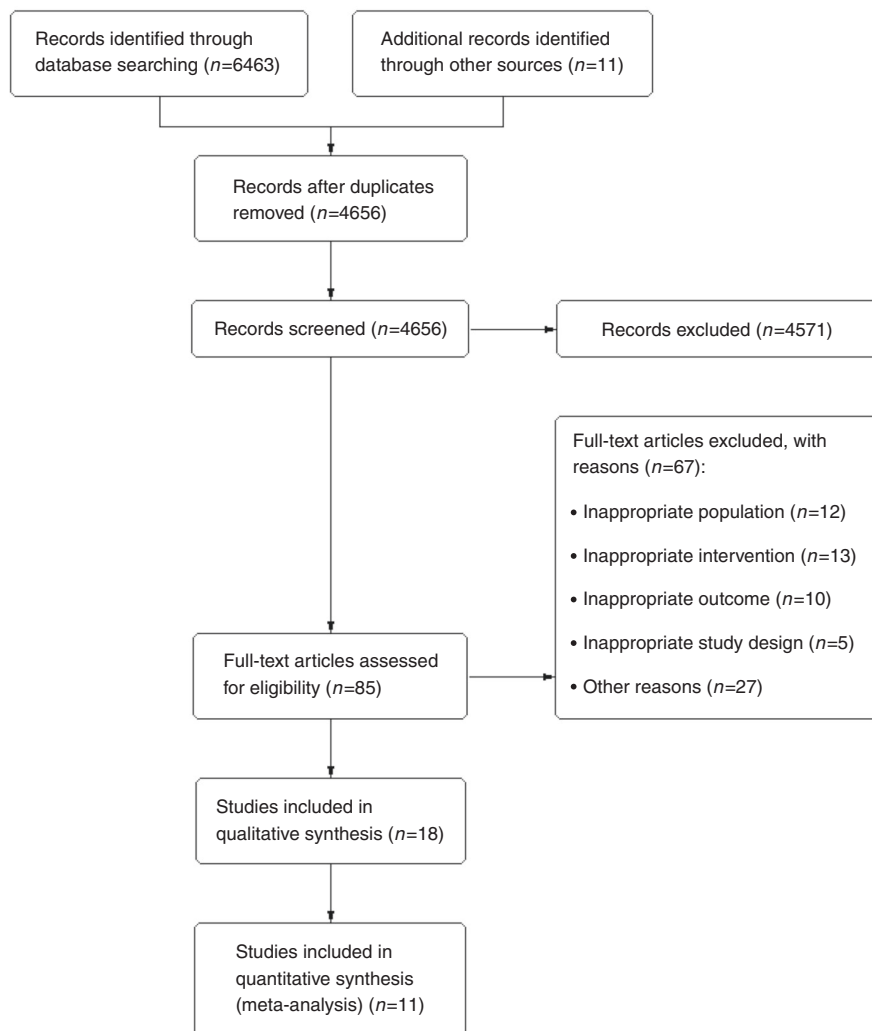 Records identified through
database searching (n=6463)
Additional records identified
through other sources (n=11)
Records after duplicates
removed (n=4656)
Records screened (n=4656)
Records excluded (n=4571)
Full-text articles excluded, with
reasons (n=67):
• Inappropriate population (n=12)
• Inappropriate intervention (n=13)
• Inappropriate outcome (n=10)
• Inappropriate study design (n=5)
• Other reasons (n=27)
Full-text articles assessed
for eligibility (n=85)
Studies included in
qualitative synthesis (n=18)
Studies included in
quantitative synthesis
(meta-analysis) (n=11)